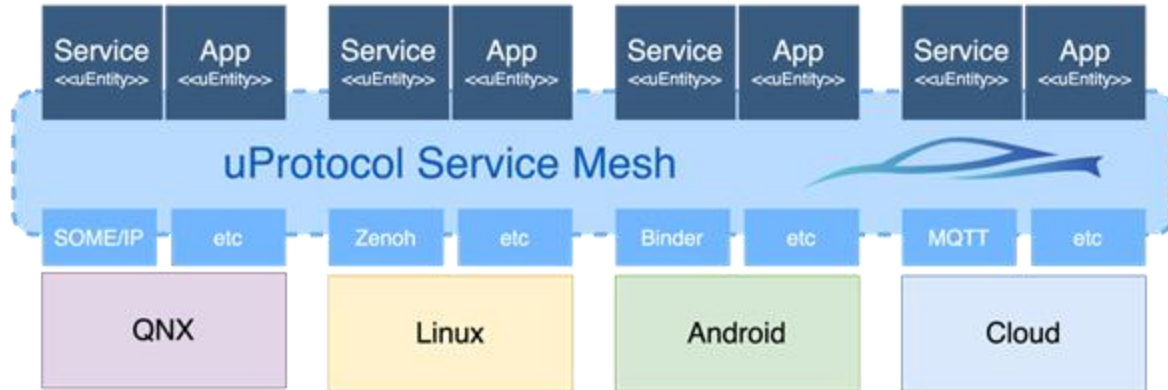 Service App Service App Service App Service App
<<uEntity>> <<uEntity>> <<uEntity>> <<uEntity>> <<uEntity>> <<uEntity>> <<uEntity>> <<uEntity>>
uProtocol Service Mesh
SOME/IP etc Zenoh etc Binder etc MQTT etc
QNX Linux Android Cloud